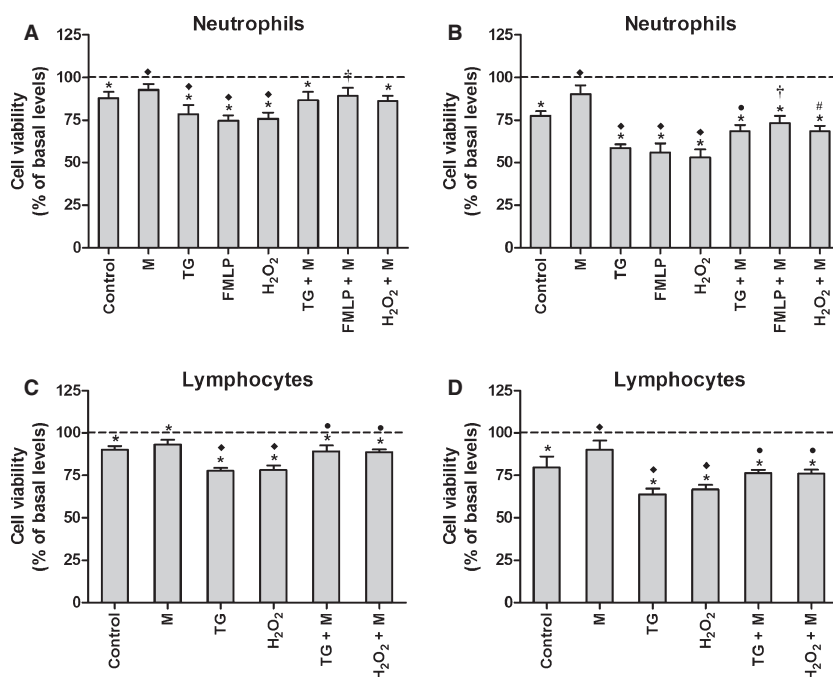 A
Neutrophils
Cell viability
(% of basal levels)
125
100
75
50
25
0
*
◆
◆
*
◆
*
◆
*
*
‡
*
Control
M
TG
FMLP
H₂O₂
TG + M
FMLP + M
H₂O₂ + M
B
Neutrophils
Cell viability
(% of basal levels)
125
100
75
50
25
0
*
◆
◆
*
◆
*
◆
*
●
*
†
*
#
*
Control
M
TG
FMLP
H₂O₂
TG + M
FMLP + M
H₂O₂ + M
C
Lymphocytes
Cell viability
(% of basal levels)
125
100
75
50
25
0
*
*
◆
*
◆
*
●
*
●
*
Control
M
TG
H₂O₂
TG + M
H₂O₂ + M
D
Lymphocytes
Cell viability
(% of basal levels)
125
100
75
50
25
0
*
◆
◆
*
◆
*
●
*
●
*
Control
M
TG
H₂O₂
TG + M
H₂O₂ + M